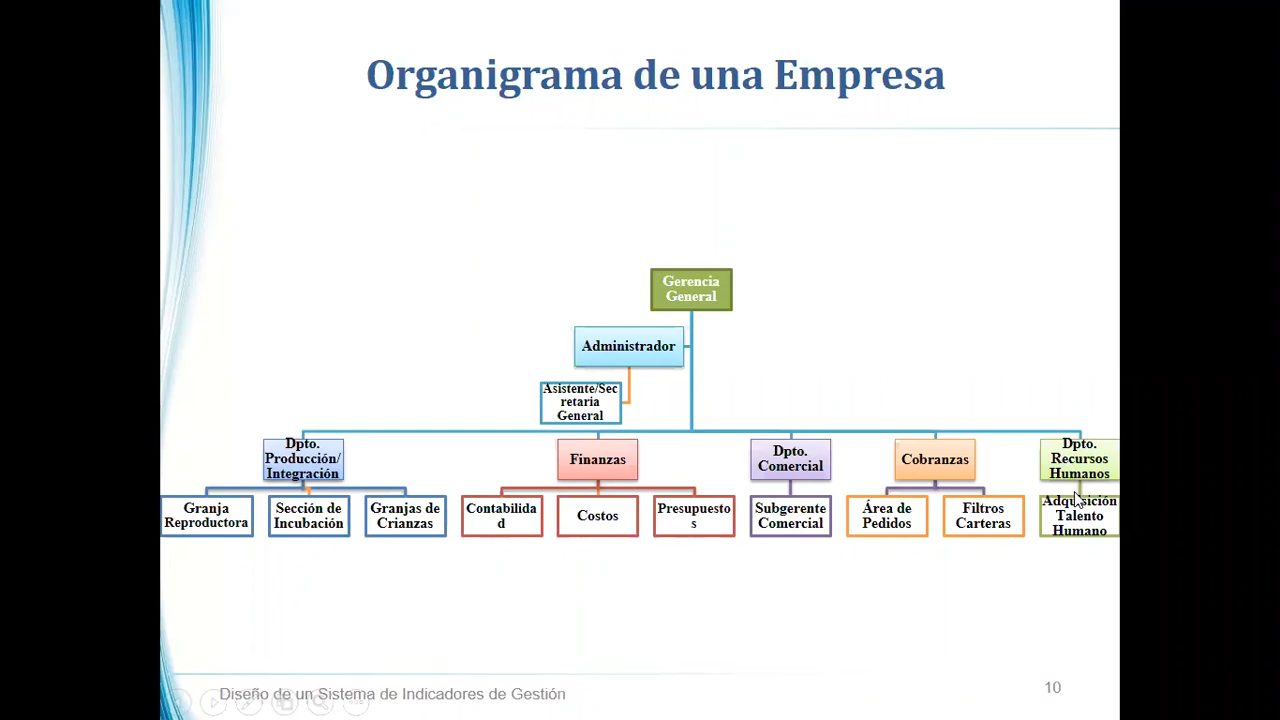 Organigrama de una Empresa
Gerencia
General
Administrador
Asistente/Sec
retaria
General
Dpto.
Producción/
Integración
Finanzas
Dpto.
Comercial
Cobranzas
Dpto.
Recursos
Humanos
Granja
Reproductora
Sección de
Incubación
Granjas de
Crianzas
Contabilida
d
Costos
Presupuesto
s
Subgerente
Comercial
Área de
Pedidos
Filtros
Carteras
Adquisición
Talento
Humano
Diseño de un Sistema de Indicadores de Gestión
10